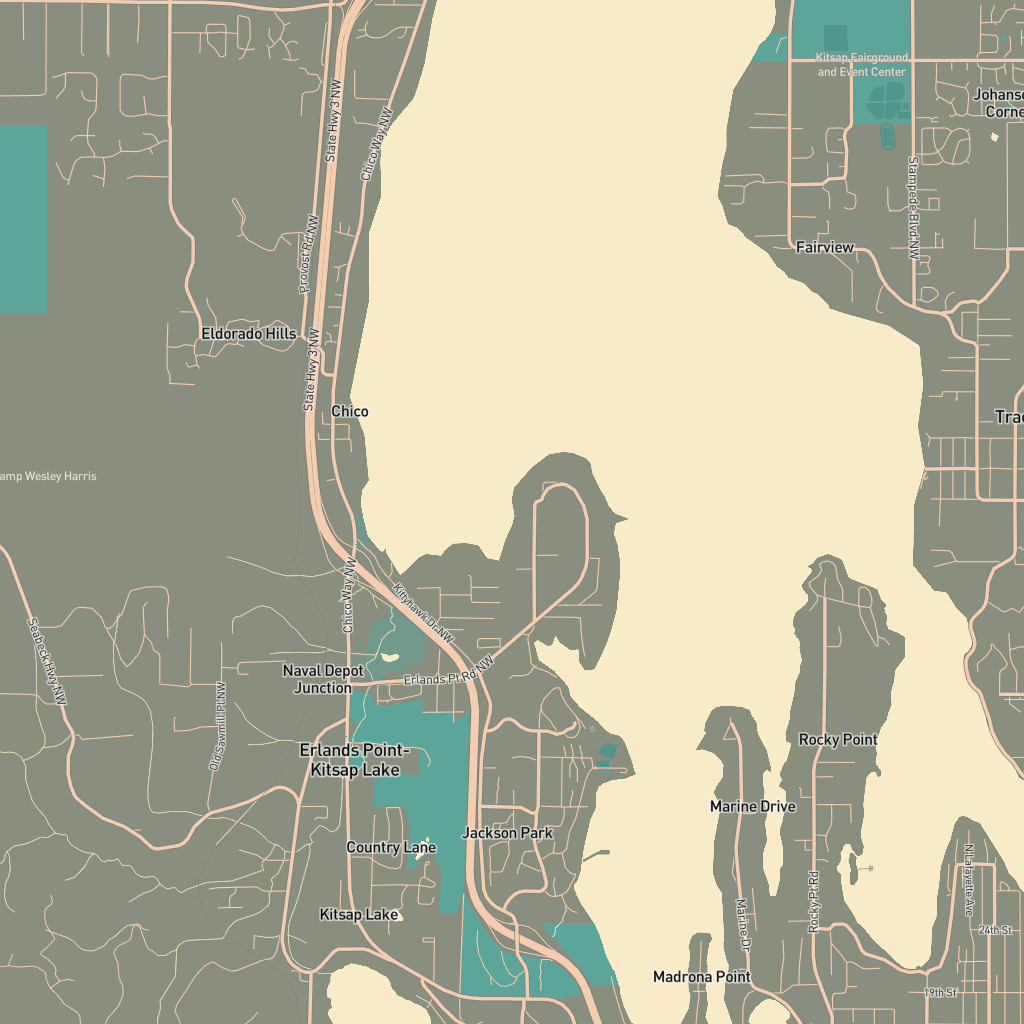 Kitsap Fairground
and Event Center
Johanso
Corne
State Hwy 3 NW
Chico Way NW
Stampede Blvd NW
Provost Rd NW
Fairview
Eldorado Hills
State Hwy 3 NW
Chico
Trac
amp Wesley Harris
Chico Way NW
Kittyhawk Dr NW
Seabeck Hwy NW
Naval Depot
Junction
Erlands Pt Rd NW
Old Sawmill Pl NW
Erlands Point-
Kitsap Lake
Rocky Point
Marine Drive
Jackson Park
Country Lane
Rocky Pt Rd
N Lafayette Ave
Kitsap Lake
Marine Dr
24th St
Madrona Point
19th St